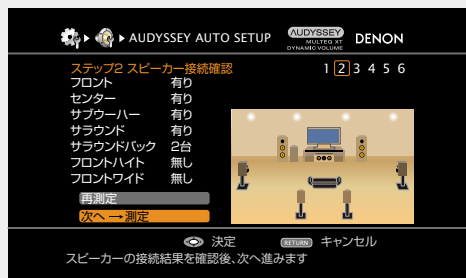 AUDYSSEY AUTO SETUP
AUDYSSEY
MULTEQ XT
DYNAMIC VOLUME
DENON
ステップ2 スピーカー接続確認
1 2 3 4 5 6
フロント 有り
センター 有り
サブウーハー 有り
サラウンド 有り
サラウンドバック 2台
フロントハイト 無し
フロントワイド 無し
再測定
次へ → 測定
決定
RETURN キャンセル
スピーカーの接続結果を確認後、次へ進みます